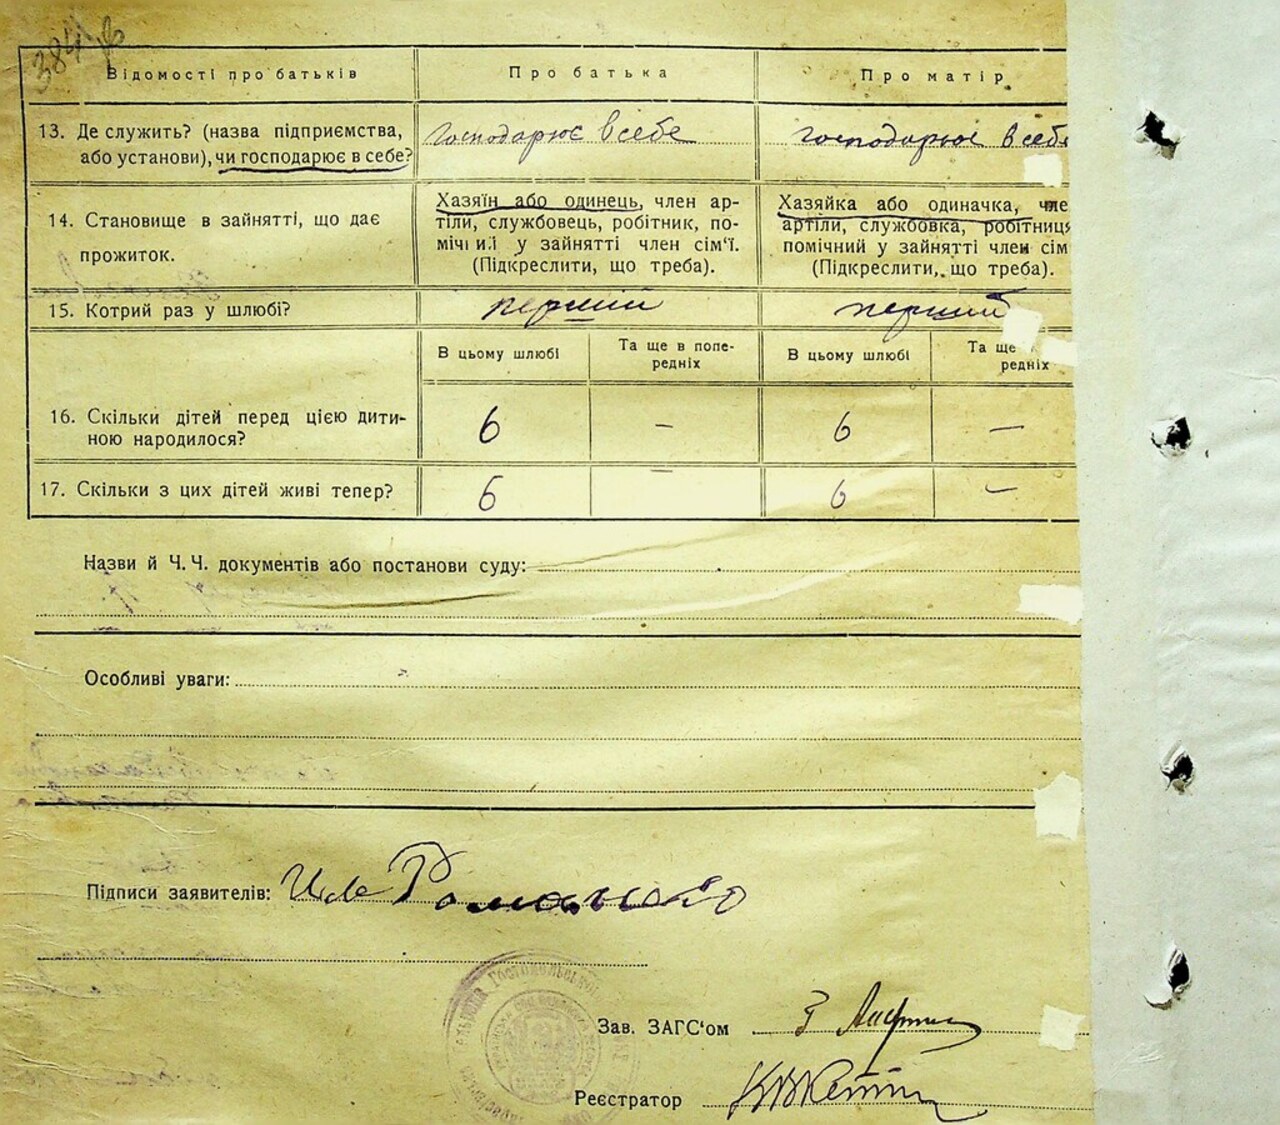 384
Відомості про батьків
Про батька
Про матір
13. Де служить? (назва підприємства,
або установи), чи господарює в себе?
господарює в себе
господарює в себе
14. Становище в зайнятті, що дає
прожиток.
Хазяїн або одинець, член ар-
тіли, службовець, робітник, по-
мічний у зайнятті член сім'ї.
(Підкреслити, що треба).
Хазяйка або одиначка, чле
артіли, службовка, робітниця
помічний у зайнятті член сім
(Підкреслити, що треба).
15. Котрий раз у шлюбі?
перший
перший
В цьому шлюбі
Та ще в попе-
редніх
В цьому шлюбі
Та ще
редніх
16. Скільки дітей перед цією дити-
ною народилося?
6
–
6
–
17. Скільки з цих дітей живі тепер?
6
–
6
–
Назви й Ч. Ч. документів або постанови суду:
Особливі уваги:
Підписи заявителів:
Зав. ЗАГС'ом
Реєстратор